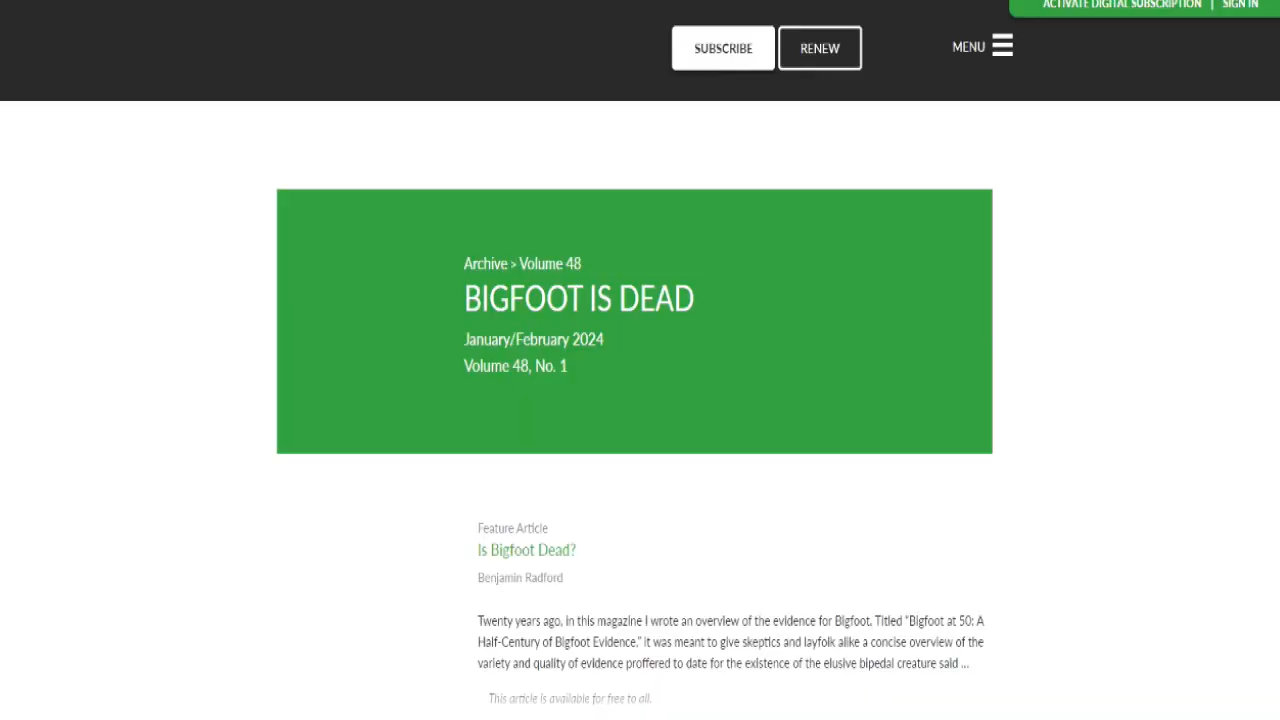 ACTIVATE DIGITAL SUBSCRIPTION | SIGN IN
SUBSCRIBE
RENEW
MENU
Archive > Volume 48
BIGFOOT IS DEAD
January/February 2024
Volume 48, No. 1
Feature Article
Is Bigfoot Dead?
Benjamin Radford
Twenty years ago, in this magazine I wrote an overview of the evidence for Bigfoot. Titled “Bigfoot at 50: A
Half-Century of Bigfoot Evidence,” it was meant to give skeptics and layfolk alike a concise overview of the
variety and quality of evidence proffered to date for the existence of the elusive bipedal creature said ...
This article is available for free to all.